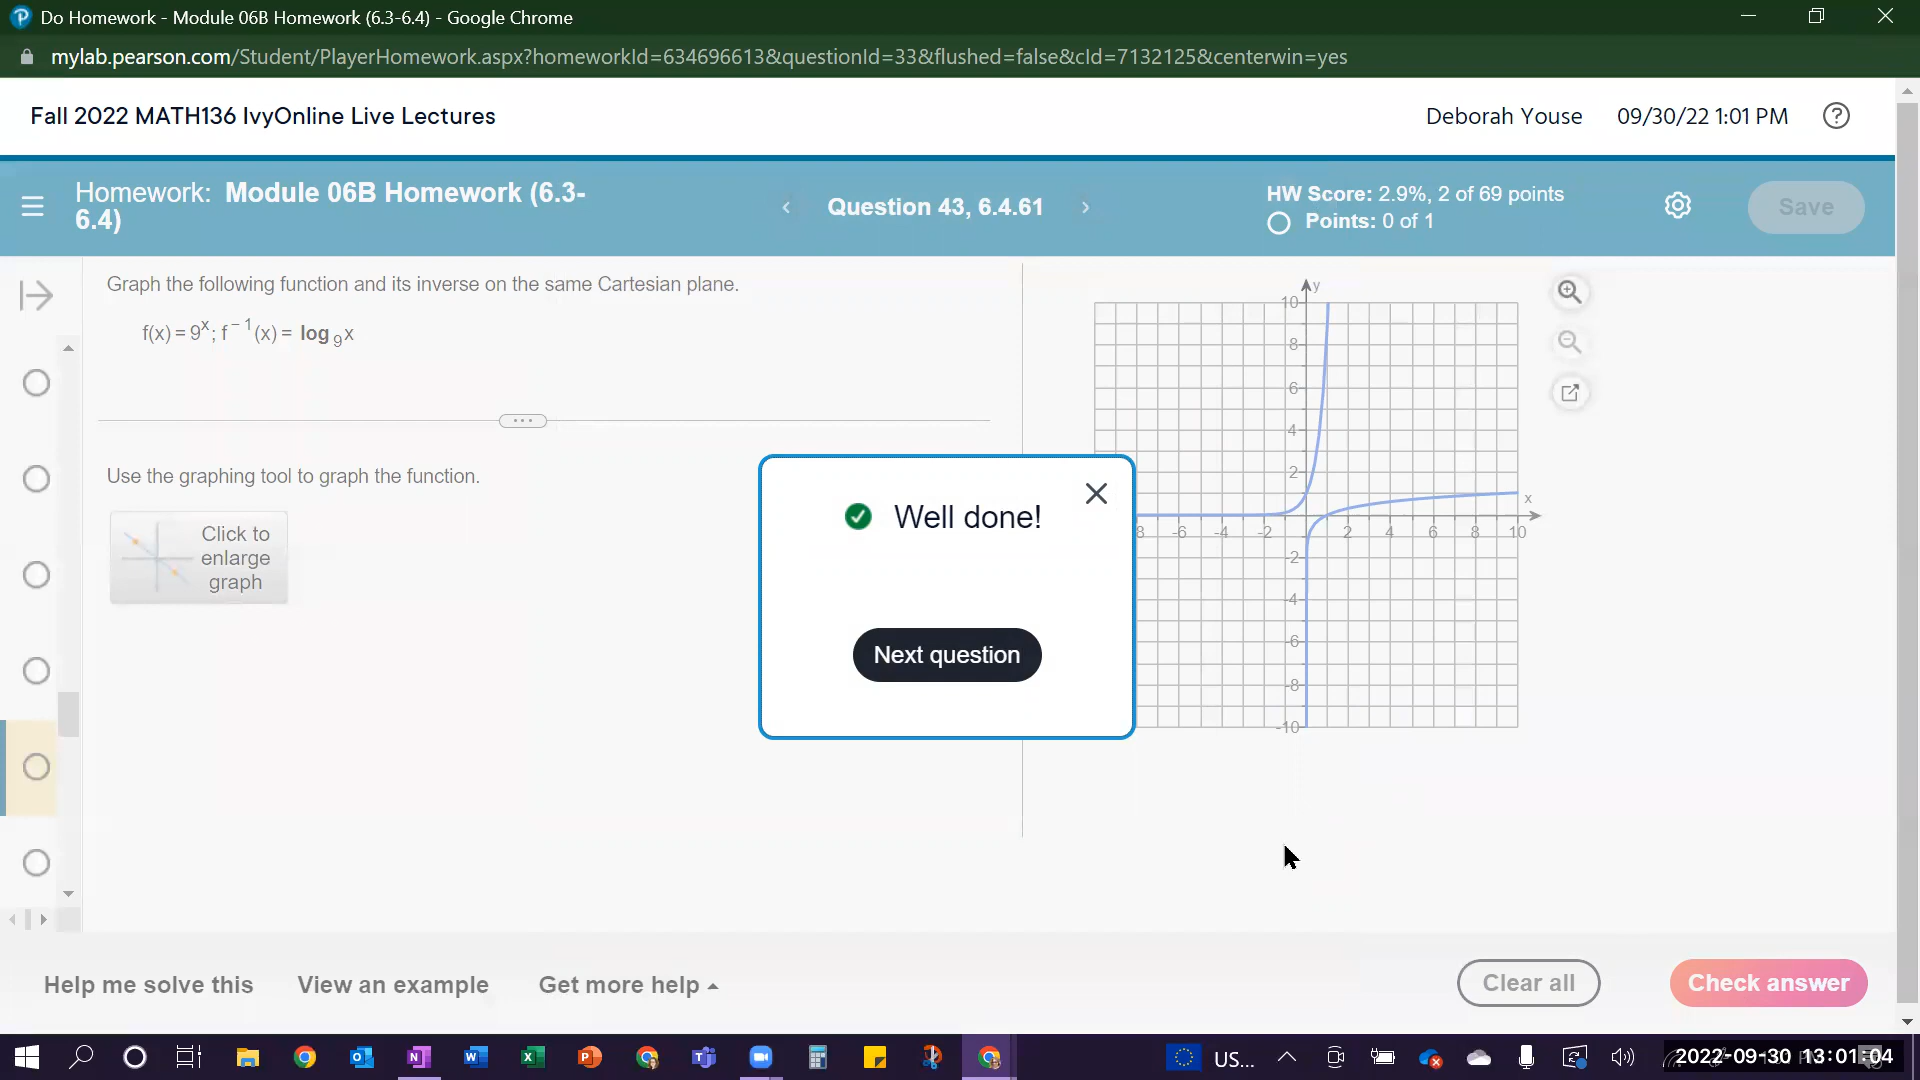 Do Homework - Module 06B Homework (6.3-6.4) - Google Chrome
mylab.pearson.com/Student/PlayerHomework.aspx?homeworkId=634696613&questionId=33&flushed=false&cId=7132125&centerwin=yes
Fall 2022 MATH136 IvyOnline Live Lectures
Deborah Youse 09/30/22 1:01 PM ?
Homework: Module 06B Homework (6.3-
6.4)
Question 43, 6.4.61
HW Score: 2.9%, 2 of 69 points
Points: 0 of 1
Save
Graph the following function and its inverse on the same Cartesian plane.
f(x) = 9^x; f^-1(x) = log_9 x
Use the graphing tool to graph the function.
Click to
enlarge
graph
y
10
8
6
4
2
x
8 -6 -4 -2 2 4 6 8 10
-2
-4
-6
-8
-10
Well done!
Next question
Help me solve this View an example Get more help
Clear all
Check answer
US...
2022-09-30 13:01:04